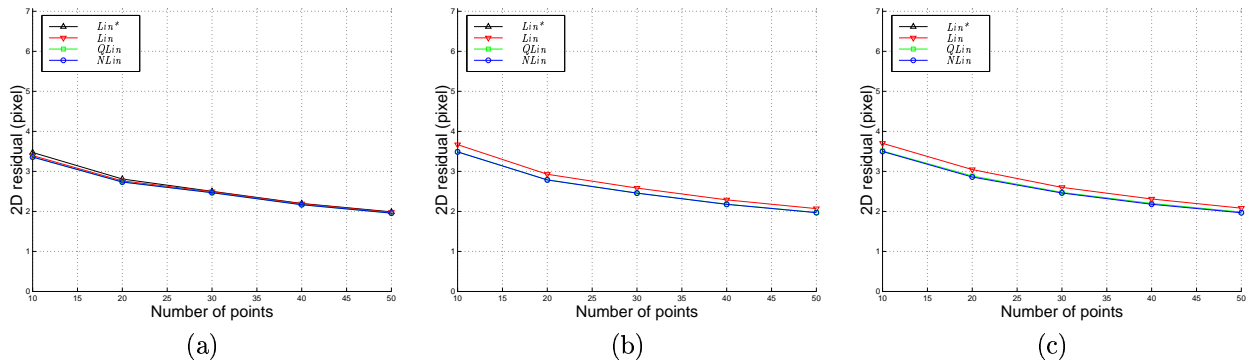 7
6
5
4
3
2
1
0
2D residual (pixel)
Lin*
Lin
QLin
NLin
10 15 20 25 30 35 40 45 50
Number of points
(a)
7
6
5
4
3
2
1
0
2D residual (pixel)
Lin*
Lin
QLin
NLin
10 15 20 25 30 35 40 45 50
Number of points
(b)
7
6
5
4
3
2
1
0
2D residual (pixel)
Lin*
Lin
QLin
NLin
10 15 20 25 30 35 40 45 50
Number of points
(c)